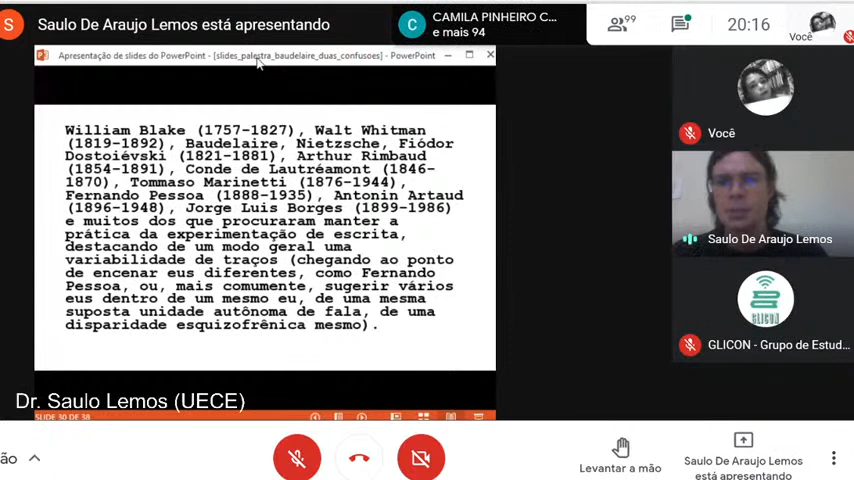 S Saulo De Araujo Lemos está apresentando
C CAMILA PINHEIRO C...
e mais 94
99
20:16
Você
Apresentação de slides do PowerPoint - [slides_palestra_baudelaire_duas_confusoes] - PowerPoint
William Blake (1757-1827), Walt Whitman
(1819-1892), Baudelaire, Nietzsche, Fiódor
Dostoiévski (1821-1881), Arthur Rimbaud
(1854-1891), Conde de Lautréamont (1846-
1870), Tommaso Marinetti (1876-1944),
Fernando Pessoa (1888-1935), Antonin Artaud
(1896-1948), Jorge Luis Borges (1899-1986)
e muitos dos que procuraram manter a
prática da experimentação de escrita,
destacando de um modo geral uma
variabilidade de traços (chegando ao ponto
de encenar eus diferentes, como Fernando
Pessoa, ou, mais comumente, sugerir vários
eus dentro de um mesmo eu, de uma mesma
suposta unidade autônoma de fala, de uma
disparidade esquizofrênica mesmo).
Você
Saulo De Araujo Lemos
GLICON
GLICON - Grupo de Estud...
Dr. Saulo Lemos (UECE)
SLIDE 30 DE 38
ão
Levantar a mão
Saulo De Araujo Lemos
está apresentando